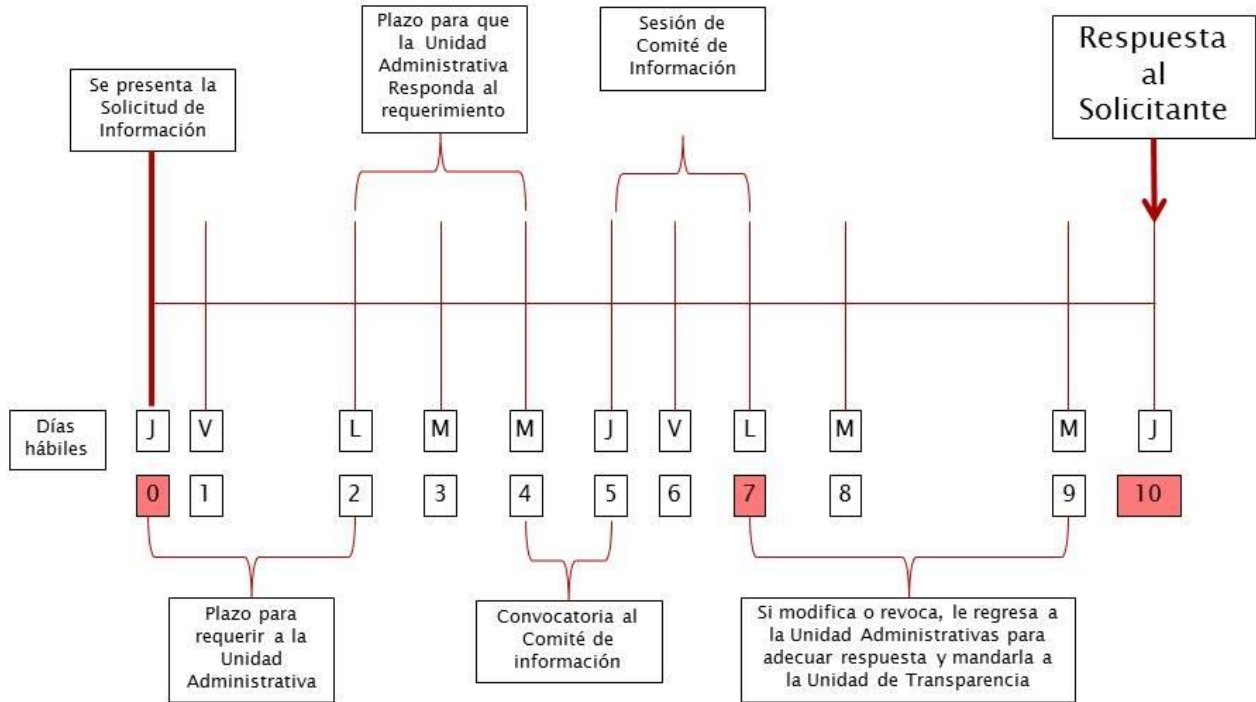 Se presenta la
Solicitud de
Información
Plazo para que
la Unidad
Administrativa
Responda al
requerimiento
Sesión de
Comité de
Información
Respuesta
al
Solicitante
Días
hábiles
J V L M M J V L M M J
0 1 2 3 4 5 6 7 8 9 10
Plazo para
requerir a la
Unidad
Administrativa
Convocatoria al
Comité de
información
Si modifica o revoca, le regresa a
la Unidad Administrativas para
adecuar respuesta y mandarla a
la Unidad de Transparencia